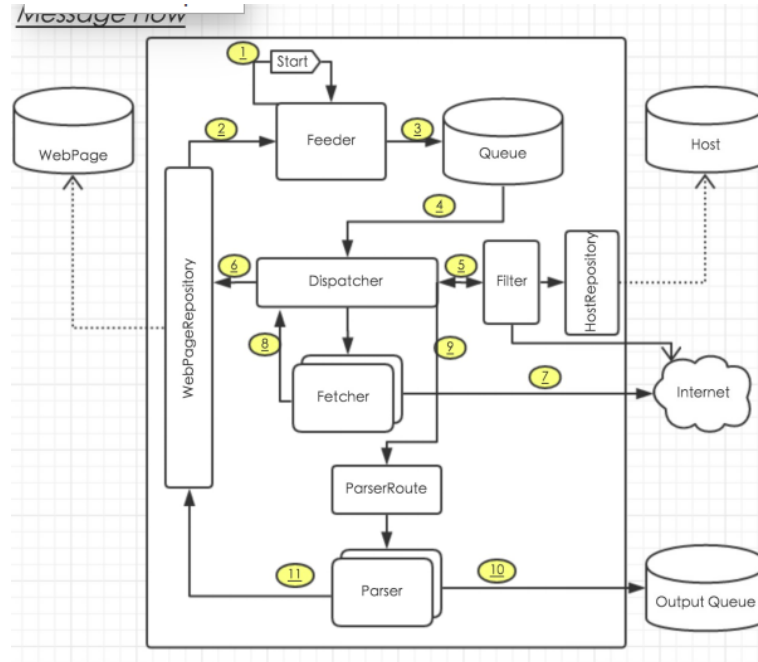 Message Flow
1
Start
WebPage
2
Feeder
3
Queue
Host
4
WebPageRepository
6
Dispatcher
5
Filter
HostRepository
8
9
Fetcher
7
Internet
ParserRoute
11
Parser
10
Output Queue